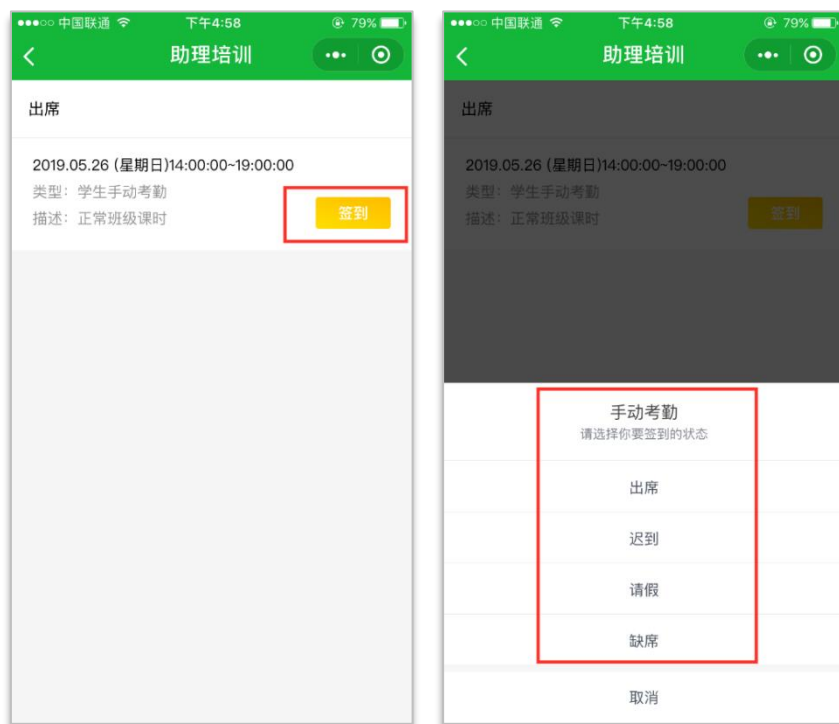 中国联通 下午4:58 79%
助理培训
出席
2019.05.26 (星期日)14:00:00~19:00:00
类型：学生手动考勤
描述：正常班级课时
签到
中国联通 下午4:58 79%
助理培训
出席
2019.05.26 (星期日)14:00:00~19:00:00
类型：学生手动考勤
描述：正常班级课时
签到
手动考勤
请选择你要签到的状态
出席
迟到
请假
缺席
取消